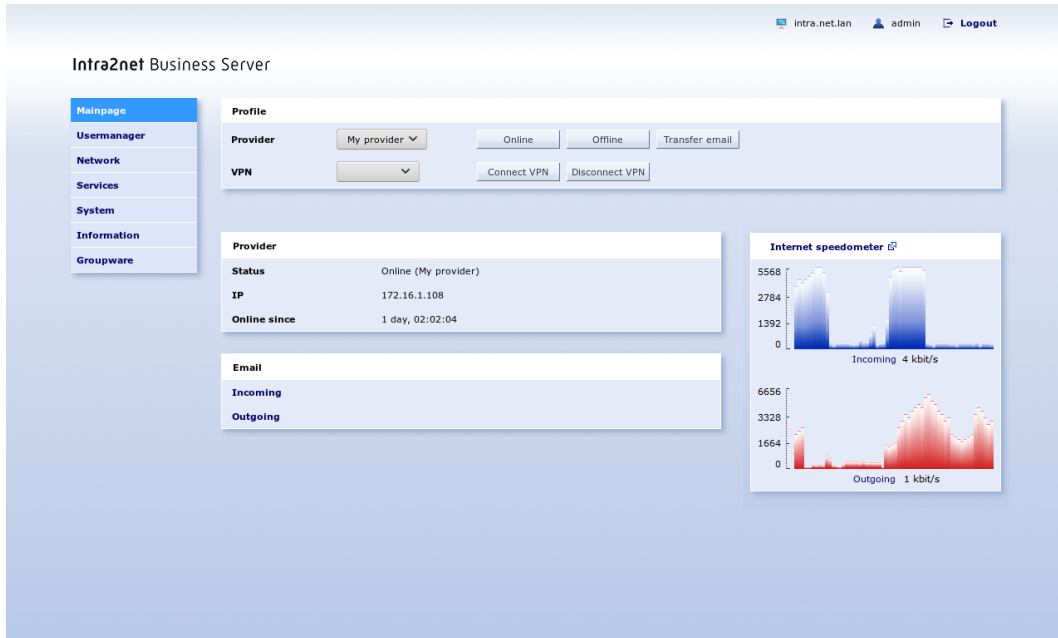 intra.net.lan admin Logout
Intra2net Business Server
Mainpage
Usermanager
Network
Services
System
Information
Groupware
Profile
Provider My provider Online Offline Transfer email
VPN Connect VPN Disconnect VPN
Provider
Status Online (My provider)
IP 172.16.1.108
Online since 1 day, 02:02:04
Email
Incoming
Outgoing
Internet speedometer
5568
2784
1392
0
Incoming 4 kbit/s
6656
3328
1664
0
Outgoing 1 kbit/s